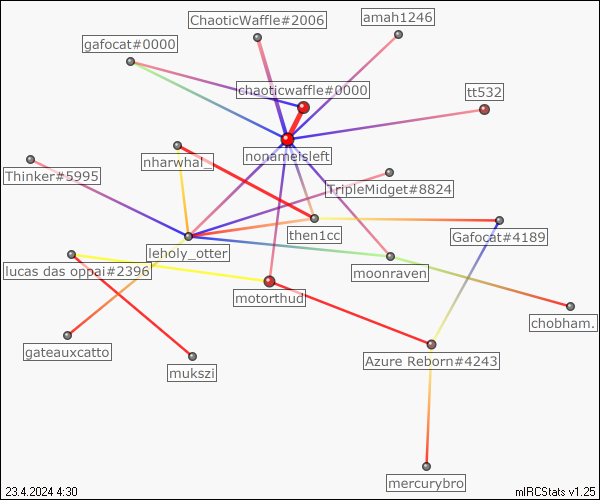 ChaoticWaffle#2006
amah1246
gafocat#0000
chaoticwaffle#0000
tt532
nonameisleft
nharwhal_
Thinker#5995
TripleMidget#8824
then1cc
Gafocat#4189
leholy_otter
lucas das oppai#2396
moonraven
motorthud
chobham.
gateauxcatto
Azure Reborn#4243
mukszi
mercurybro
23.4.2024 4:30
mIRCStats v1.25